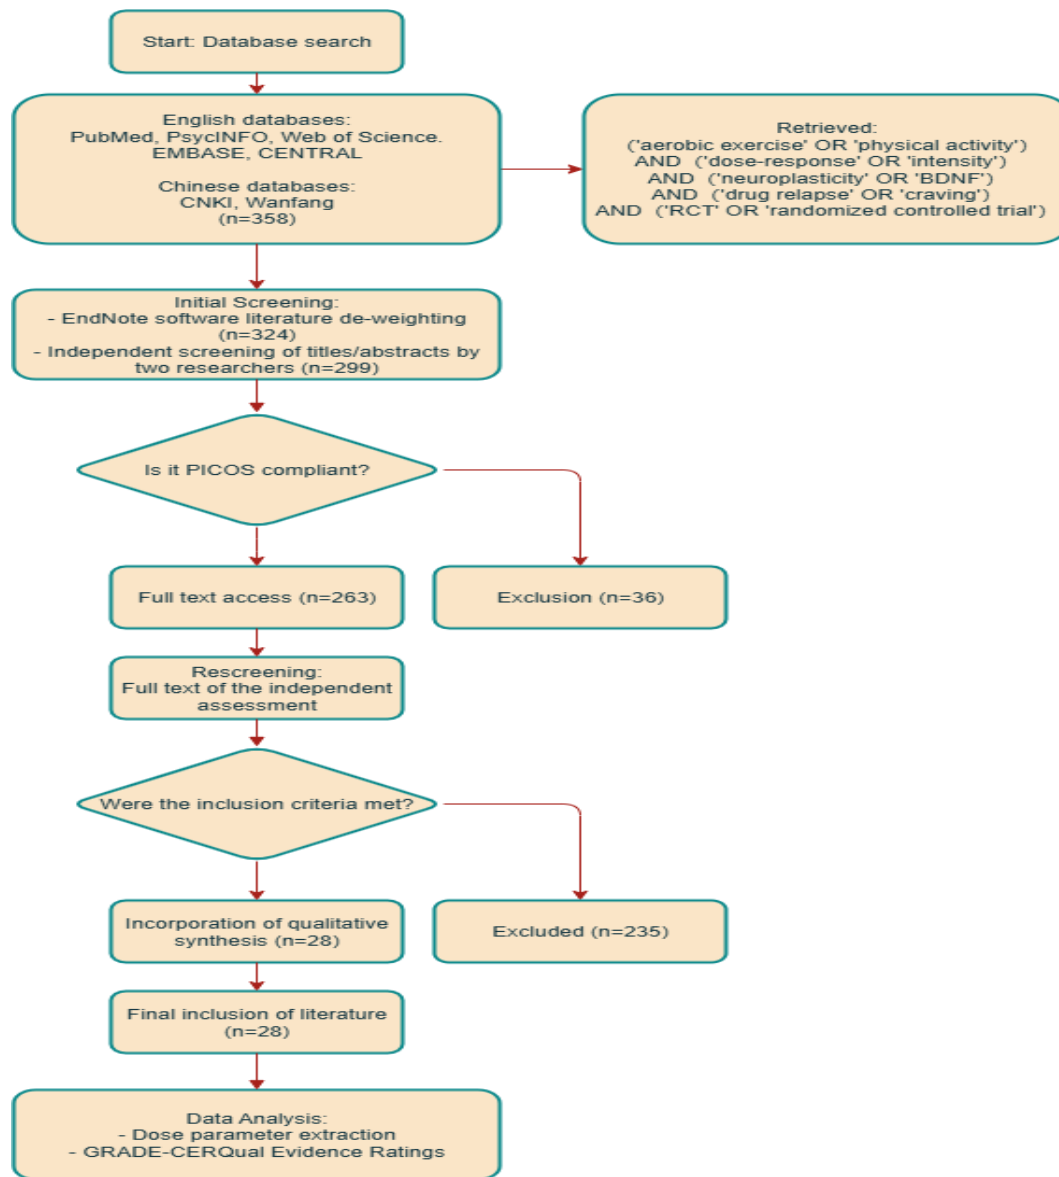 Start: Database search
English databases:
PubMed, PsycINFO, Web of Science.
EMBASE, CENTRAL
Chinese databases:
CNKI, Wanfang
(n=358)
Retrieved:
('aerobic exercise' OR 'physical activity')
AND ('dose-response' OR 'intensity')
AND ('neuroplasticity' OR 'BDNF')
AND ('drug relapse' OR 'craving')
AND ('RCT' OR 'randomized controlled trial')
Initial Screening:
- EndNote software literature de-weighting
(n=324)
- Independent screening of titles/abstracts by
two researchers (n=299)
Is it PICOS compliant?
Full text access (n=263)
Exclusion (n=36)
Rescreening:
Full text of the independent
assessment
Were the inclusion criteria met?
Incorporation of qualitative
synthesis (n=28)
Excluded (n=235)
Final inclusion of literature
(n=28)
Data Analysis:
- Dose parameter extraction
- GRADE-CERQual Evidence Ratings